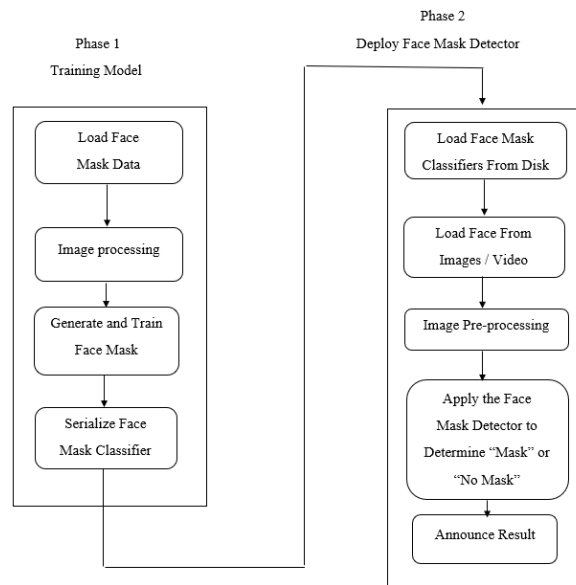 Phase 1
Training Model
Load Face
Mask Data
Image processing
Generate and Train
Face Mask
Serialize Face
Mask Classifier
Phase 2
Deploy Face Mask Detector
Load Face Mask
Classifiers From Disk
Load Face From
Images / Video
Image Pre-processing
Apply the Face
Mask Detector to
Determine “Mask” or
“No Mask”
Announce Result